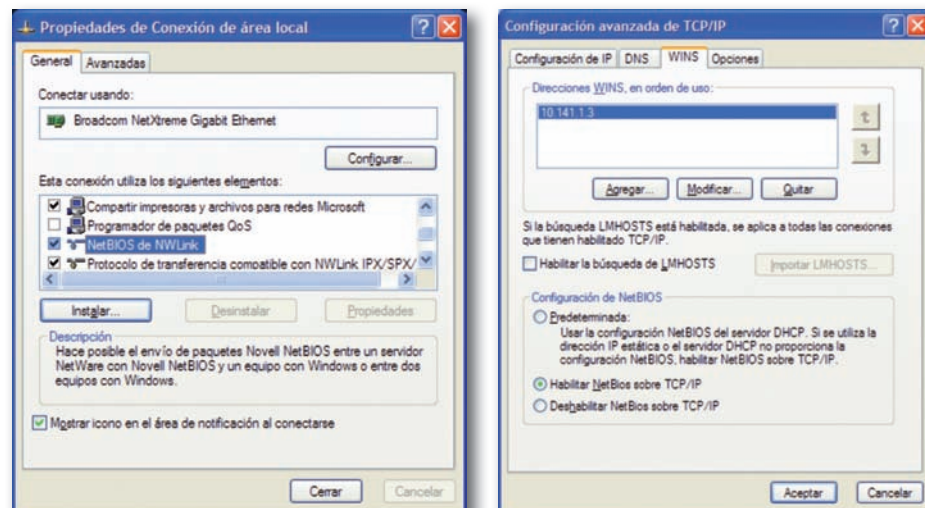 Propiedades de Conexión de área local
General
Avanzadas
Conectar usando:
Broadcom NetXtreme Gigabit Ethernet
Configurar...
Esta conexión utiliza los siguientes elementos:
Compartir impresoras y archivos para redes Microsoft
Programador de paquetes QoS
NetBIOS de NWLink
Protocolo de transferencia compatible con NWLink IPX/SPX/
Instalar...
Desinstalar
Propiedades
Descripción
Hace posible el envío de paquetes Novell NetBIOS entre un servidor
NetWare con Novell NetBIOS y un equipo con Windows o entre dos
equipos con Windows.
Mostrar icono en el área de notificación al conectarse
Cerrar
Cancelar
Configuración avanzada de TCP/IP
Configuración de IP
DNS
WINS
Opciones
Direcciones WINS, en orden de uso:
10.141.1.3
Agregar...
Modificar...
Quitar
Si la búsqueda LMHOSTS está habilitada, se aplica a todas las conexiones
que tienen habilitado TCP/IP.
Habilitar la búsqueda de LMHOSTS
Importar LMHOSTS...
Configuración de NetBIOS
Predeterminada:
Usar la configuración NetBIOS del servidor DHCP. Si se utiliza la
dirección IP estática o el servidor DHCP no proporciona la
configuración NetBIOS, habilitar NetBIOS sobre TCP/IP.
Habilitar NetBios sobre TCP/IP
Deshabilitar NetBios sobre TCP/IP
Aceptar
Cancelar